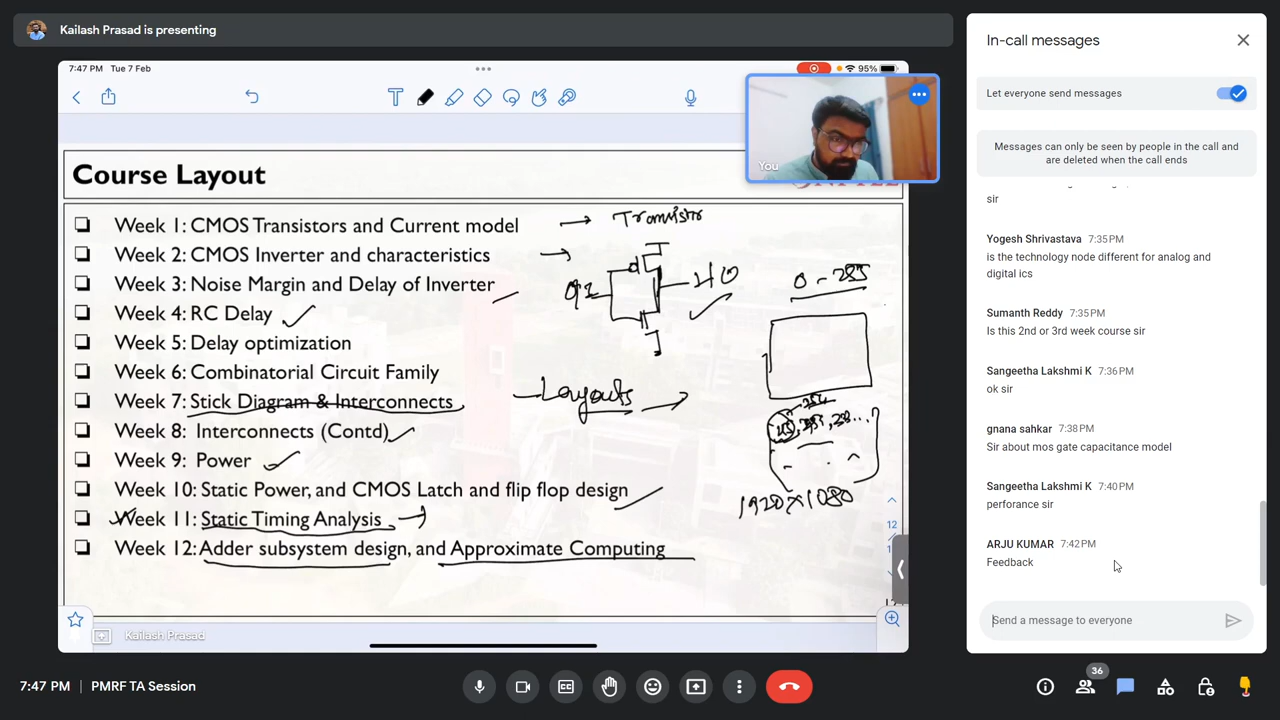 Kailash Prasad is presenting
7:47 PM Tue 7 Feb
95%
You
Course Layout
Week 1: CMOS Transistors and Current model
Transistor
Week 2: CMOS Inverter and characteristics
Week 3: Noise Margin and Delay of Inverter
0 - 255
Week 4: RC Delay
Week 5: Delay optimization
Week 6: Combinatorial Circuit Family
Layouts
Week 7: Stick Diagram & Interconnects
Week 8: Interconnects (Contd)
Week 9: Power
Week 10: Static Power, and CMOS Latch and flip flop design
1920x1080
Week 11: Static Timing Analysis
Week 12: Adder subsystem design, and Approximate Computing
12
Kailash Prasad
In-call messages
Let everyone send messages
Messages can only be seen by people in the call and
are deleted when the call ends
sir
Yogesh Shrivastava 7:35 PM
is the technology node different for analog and
digital ics
Sumanth Reddy 7:35 PM
Is this 2nd or 3rd week course sir
Sangeetha Lakshmi K 7:36 PM
ok sir
gnana sahkar 7:38 PM
Sir about mos gate capacitance model
Sangeetha Lakshmi K 7:40 PM
perforance sir
ARJU KUMAR 7:42 PM
Feedback
Send a message to everyone
7:47 PM PMRF TA Session
36